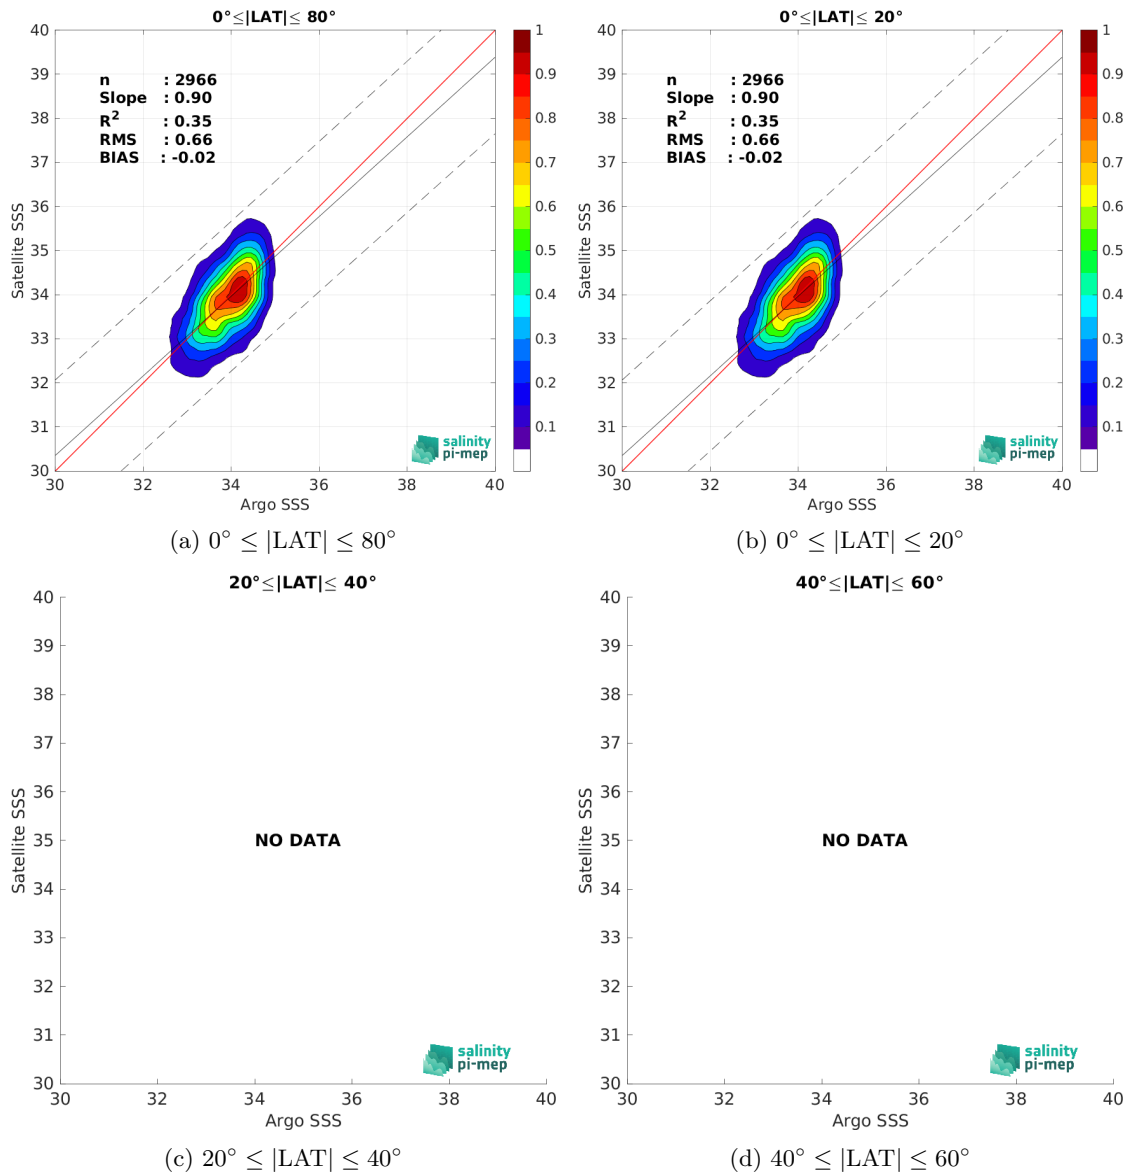 0°≤|LAT|≤ 80°
40
39
38
37
36
35
34
33
32
31
30
Satellite SSS
n : 2966
Slope : 0.90
R² : 0.35
RMS : 0.66
BIAS : -0.02
1
0.9
0.8
0.7
0.6
0.5
0.4
0.3
0.2
0.1
salinity
pi-mep
30 32 34 36 38 40
Argo SSS
(a) 0° ≤ |LAT| ≤ 80°
0°≤|LAT|≤ 20°
40
39
38
37
36
35
34
33
32
31
30
Satellite SSS
n : 2966
Slope : 0.90
R² : 0.35
RMS : 0.66
BIAS : -0.02
1
0.9
0.8
0.7
0.6
0.5
0.4
0.3
0.2
0.1
salinity
pi-mep
30 32 34 36 38 40
Argo SSS
(b) 0° ≤ |LAT| ≤ 20°
20°≤|LAT|≤ 40°
40
39
38
37
36
35
34
33
32
31
30
Satellite SSS
NO DATA
salinity
pi-mep
30 32 34 36 38 40
Argo SSS
(c) 20° ≤ |LAT| ≤ 40°
40°≤|LAT|≤ 60°
40
39
38
37
36
35
34
33
32
31
30
Satellite SSS
NO DATA
salinity
pi-mep
30 32 34 36 38 40
Argo SSS
(d) 40° ≤ |LAT| ≤ 60°